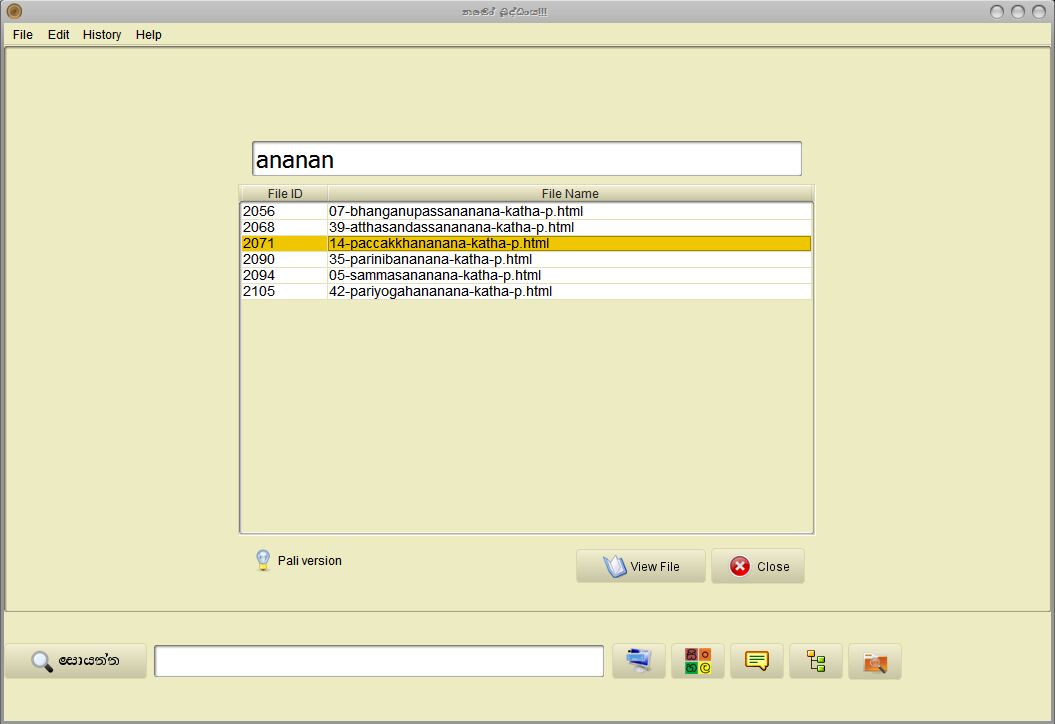 නමෝ බුද්ධාය!!!
File Edit History Help
ananan
File ID File Name
2056 07-bhanganupassananana-katha-p.html
2068 39-atthasandassananana-katha-p.html
2071 14-paccakkhananana-katha-p.html
2090 35-parinibananana-katha-p.html
2094 05-sammasananana-katha-p.html
2105 42-pariyogahananana-katha-p.html
Pali version View File Close
සොයන්න